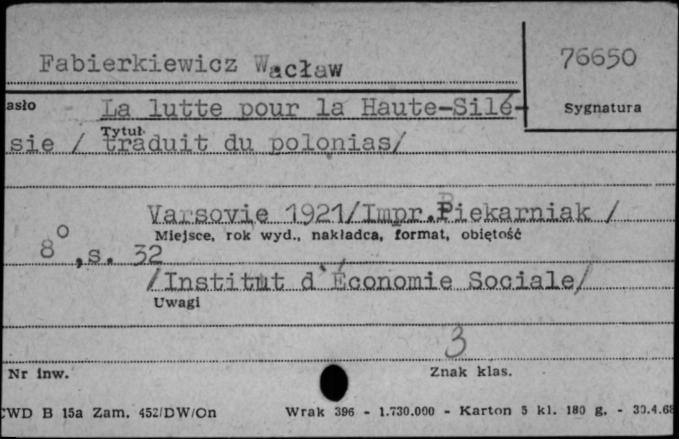 Fabierkiewicz Wacław
76650
asło
La lutte pour la Haute-Silé-
Sygnatura
Tytuł
sie / traduit du polonias/
Varsovie 1921/Impr.Piekarniak /
Miejsce, rok wyd., nakładca, format, objętość
8°,s. 32
/Institut d'Économie Sociale/
Uwagi
3
Nr inw.
Znak klas.
CWD B 15a Zam. 452/DW/On Wrak 396 - 1.730.000 - Karton 5 kl. 180 g. - 30.4.68